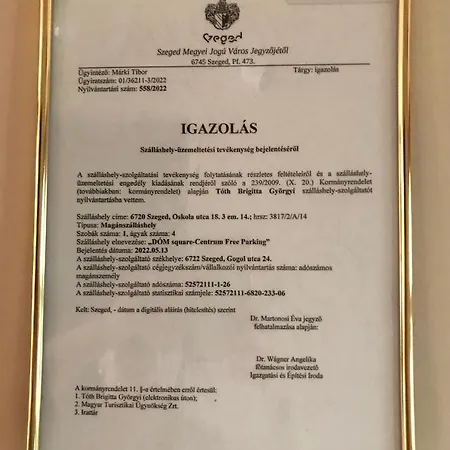 Szeged
Szeged Megyei Jogú Város Jegyzőjétől
6745 Szeged, Pf. 473.
Ügyintéző: Márki Tibor
Tárgy: igazolás
Ügyiratszám: 01/36211-3/2022
Nyilvántartási szám: 558/2022
IGAZOLÁS
Szálláshely-üzemeltetési tevékenység bejelentéséről
A szálláshely-szolgáltatási tevékenység folytatásának részletes feltételeiről és a szálláshely-
üzemeltetési engedély kiadásának rendjéről szóló a 239/2009. (X. 20.) Kormányrendelet
(továbbiakban: kormányrendelet) alapján Tóth Brigitta Györgyi szálláshely-szolgáltatót
nyilvántartásba vettem.
Szálláshely címe: 6720 Szeged, Oskola utca 18. 3 em. 14.; hrsz: 3817/2/A/14
Típusa: Magánszálláshely
Szobák száma: 1, ágyak száma: 4
Szálláshely elnevezése: „DÓM square-Centrum Free Parking”
Bejelentés dátuma: 2022.05.13
A szálláshely-szolgáltató székhelye: 6722 Szeged, Gogol utca 24.
A szálláshely-szolgáltató cégjegyzékszám/vállalkozói nyilvántartás száma: adószámos
magánszemély
A szálláshely-szolgáltató adószáma: 52572111-1-26
A szálláshely-szolgáltató statisztikai számjele: 52572111-6820-233-06
Kelt: Szeged, - dátum a digitális aláírás (hitelesítés) szerint
Dr. Martonosi Éva jegyző
felhatalmazása alapján:
Dr. Wágner Angelika
főtanácsos irodavezető
Igazgatási és Építési Iroda
A kormányrendelet 11. §-a értelmében erről értesül:
1. Tóth Brigitta Györgyi (elektronikus úton);
2. Magyar Turisztikai Ügynökség Zrt.
3. Irattár